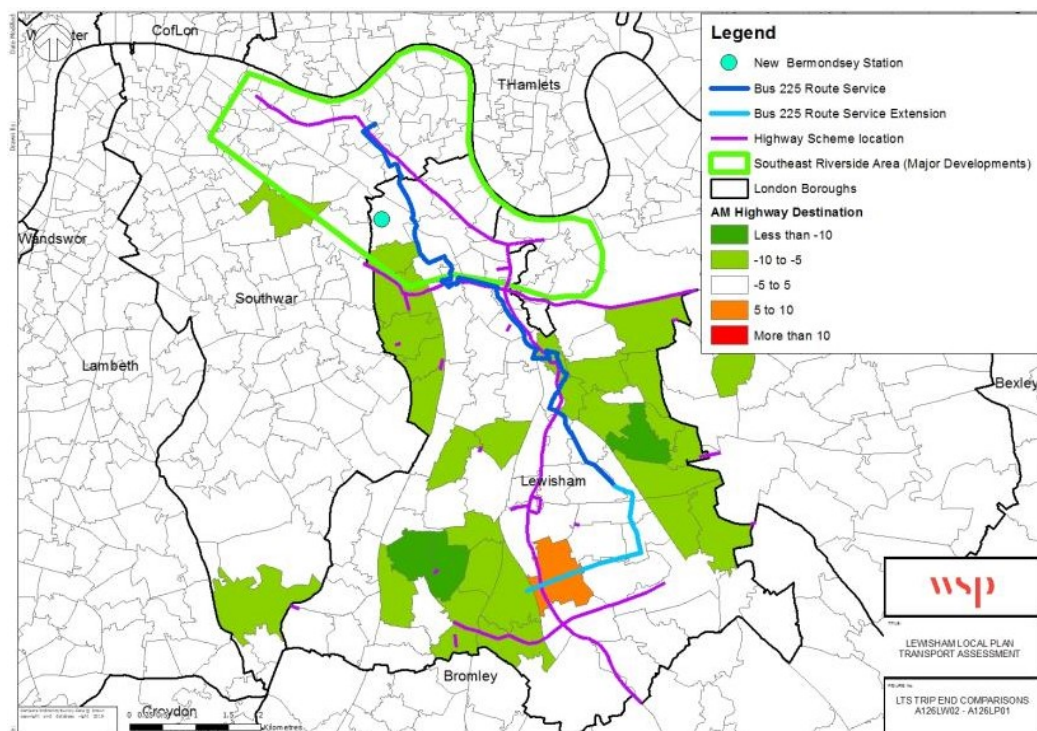 CofLon
THamlets
Wandswor
Southwar
Lambeth
Lewisham
Bexley
Bromley
Croydon
Kilometres
Legend
New Bermondsey Station
Bus 225 Route Service
Bus 225 Route Service Extension
Highway Scheme location
Southeast Riverside Area (Major Developments)
London Boroughs
AM Highway Destination
Less than -10
-10 to -5
-5 to 5
5 to 10
More than 10
wsp
TITLE:
LEWISHAM LOCAL PLAN
TRANSPORT ASSESSMENT
FIGURE No:
LTS TRIP END COMPARISONS
A126LW02 - A126LP01